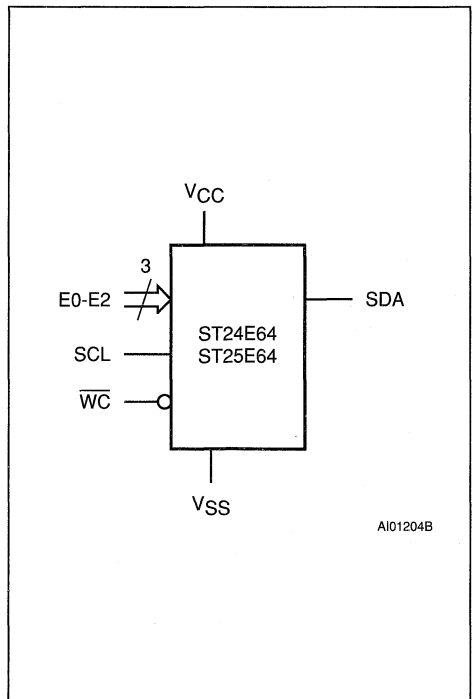 VCC
3
E0-E2
SCL
WC
ST24E64
ST25E64
SDA
VSS
AI01204B